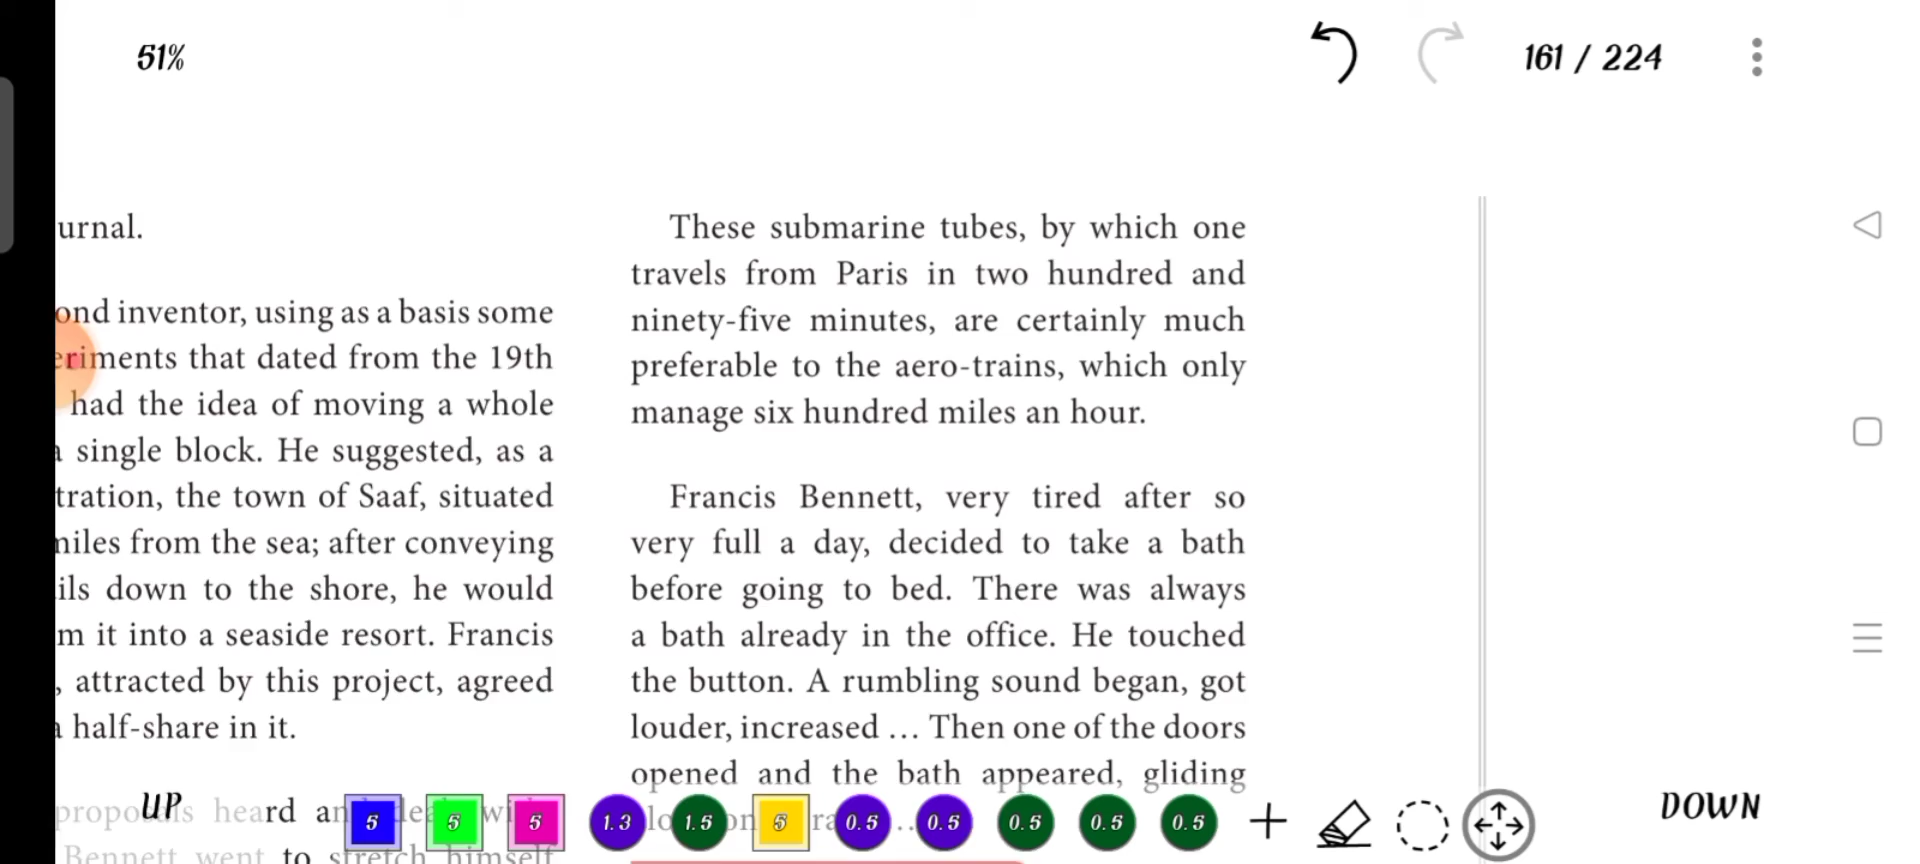 51%
161 / 224
urnal.
ond inventor, using as a basis some
eriments that dated from the 19th
had the idea of moving a whole
a single block. He suggested, as a
tration, the town of Saaf, situated
miles from the sea; after conveying
ils down to the shore, he would
m it into a seaside resort. Francis
, attracted by this project, agreed
a half-share in it.
proposals heard and
Bennett went to stretch himself
These submarine tubes, by which one
travels from Paris in two hundred and
ninety-five minutes, are certainly much
preferable to the aero-trains, which only
manage six hundred miles an hour.
Francis Bennett, very tired after so
very full a day, decided to take a bath
before going to bed. There was always
a bath already in the office. He touched
the button. A rumbling sound began, got
louder, increased ... Then one of the doors
opened and the bath appeared, gliding
UP
5 5 5 1.3 1.5 5 0.5 0.5 0.5 0.5 0.5
DOWN